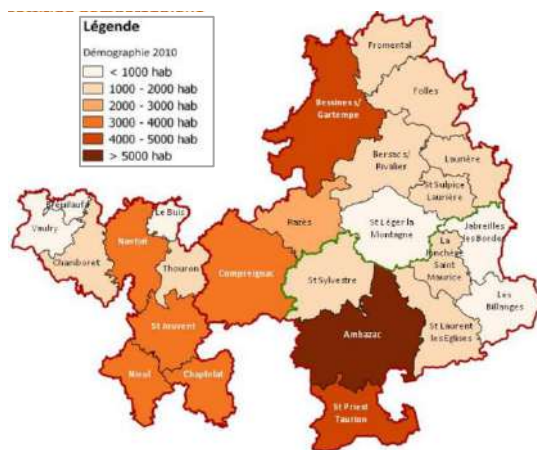 Légende
Démographie 2010
< 1000 hab
1000 - 2000 hab
2000 - 3000 hab
3000 - 4000 hab
4000 - 5000 hab
> 5000 hab
Fromental
Folles
Bessines/
Gartempe
Bersacs/
Rivalier
Laurière
St Sulpice
Laurière
Razès
St Léger la
Montagne
Jabreilles
les Bordes
Le Buis
Breuilaufa
Vaulry
Chamboret
Nantiat
Thouron
Compreignac
St Sylvestre
La
Jonchère
Saint
Maurice
Les
Billanges
St Jouvent
Ambazac
St Laurent
les Eglises
Nieul
Chaptelat
St Priest
Taurion